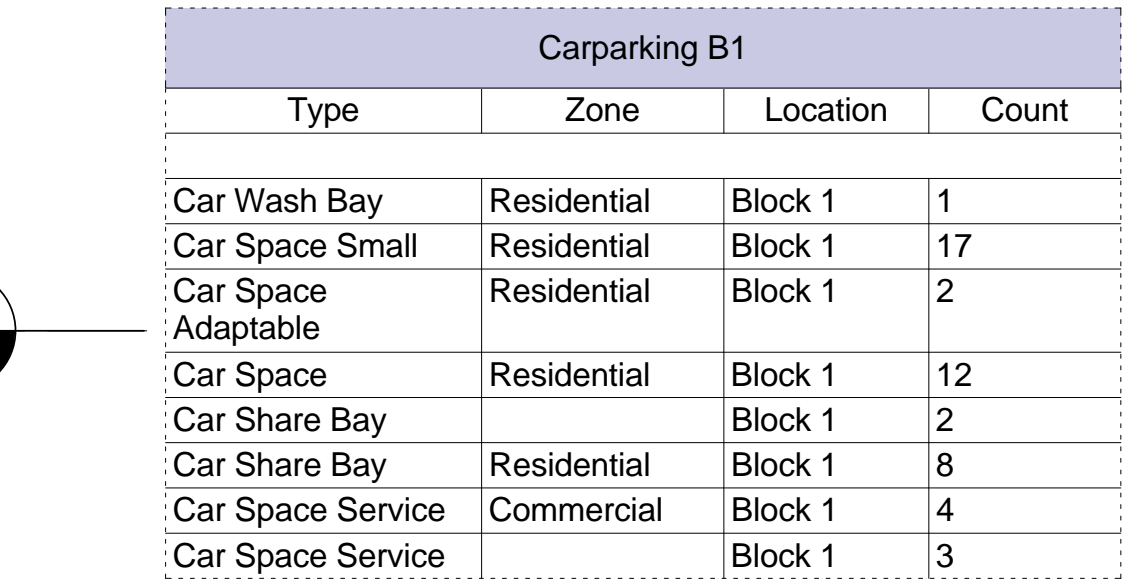 Carparking B1
Type Zone Location Count
Car Wash Bay Residential Block 1 1
Car Space Small Residential Block 1 17
Car Space Residential Block 1 2
Adaptable
Car Space Residential Block 1 12
Car Share Bay Block 1 2
Car Share Bay Residential Block 1 8
Car Space Service Commercial Block 1 4
Car Space Service Block 1 3